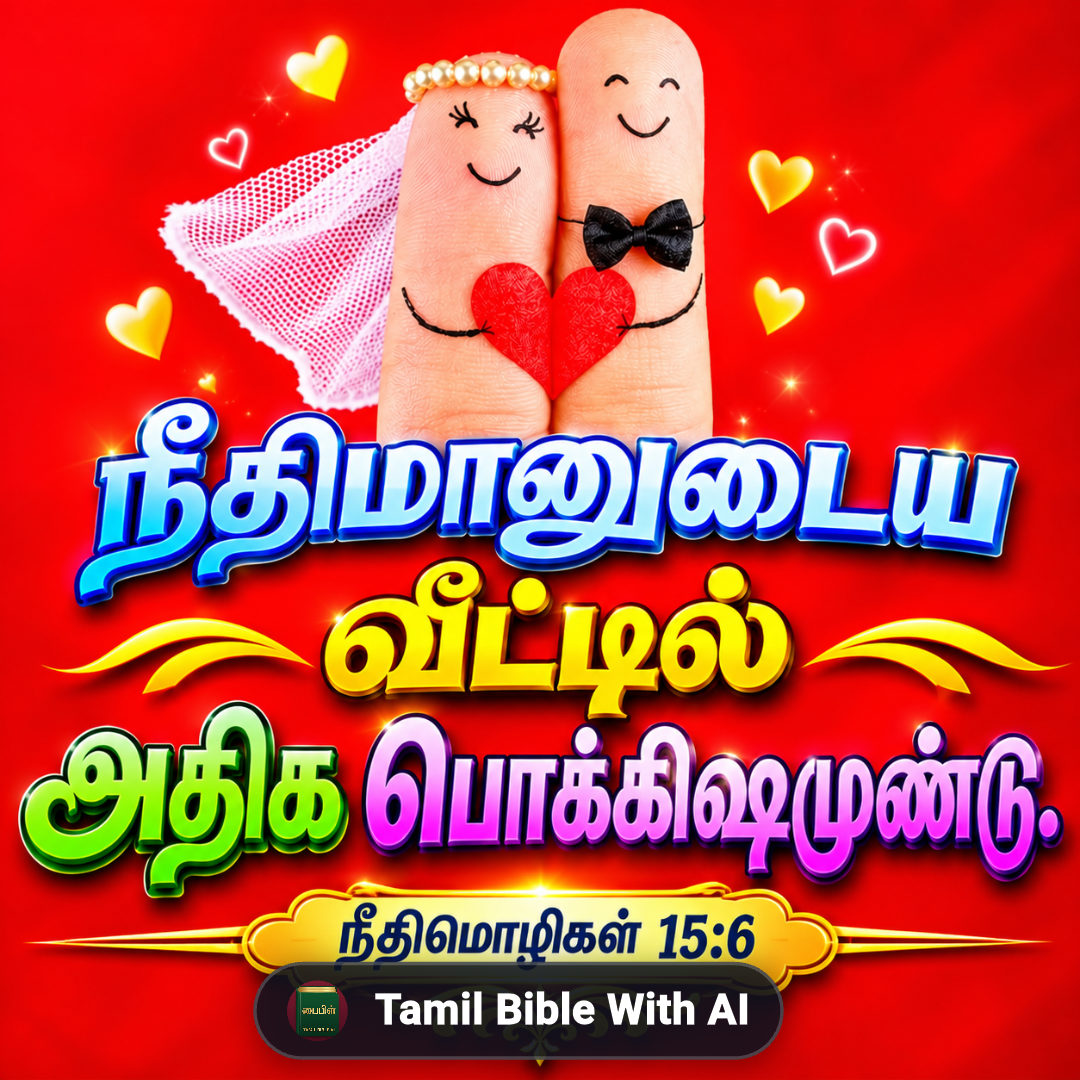 நீதிமானுடைய
வீட்டில்
அதிக பொக்கிஷமுண்டு.
நீதிமொழிகள் 15:6
பைபிள்
Tamil Bible With AI